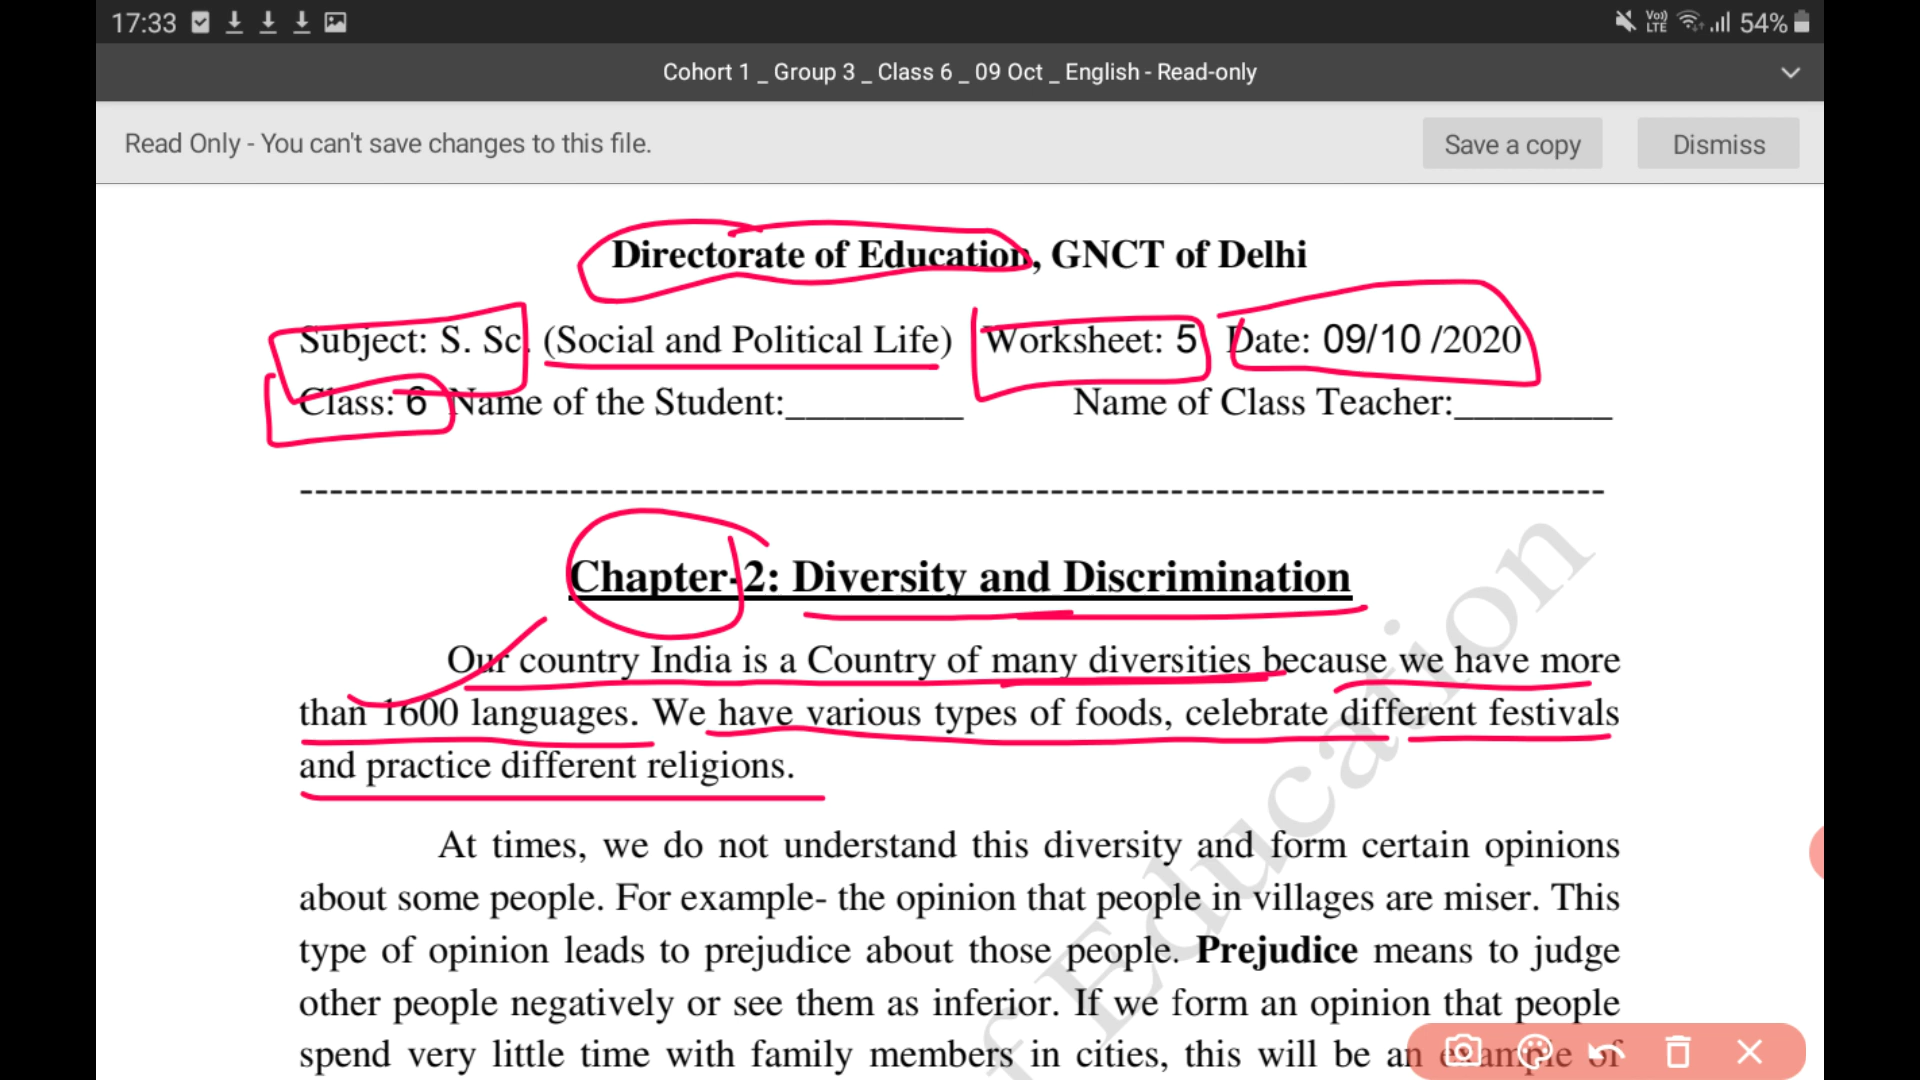 17:33 54%
Cohort 1 _ Group 3 _ Class 6 _ 09 Oct _ English - Read-only
Read Only - You can't save changes to this file. Save a copy Dismiss
Directorate of Education, GNCT of Delhi
Subject: S. Sc. (Social and Political Life) Worksheet: 5 Date: 09/10 /2020
Class: 6 Name of the Student:_________ Name of Class Teacher:________
Chapter-2: Diversity and Discrimination
Our country India is a Country of many diversities because we have more
than 1600 languages. We have various types of foods, celebrate different festivals
and practice different religions.
At times, we do not understand this diversity and form certain opinions
about some people. For example- the opinion that people in villages are miser. This
type of opinion leads to prejudice about those people. Prejudice means to judge
other people negatively or see them as inferior. If we form an opinion that people
spend very little time with family members in cities, this will be an example of
f Education